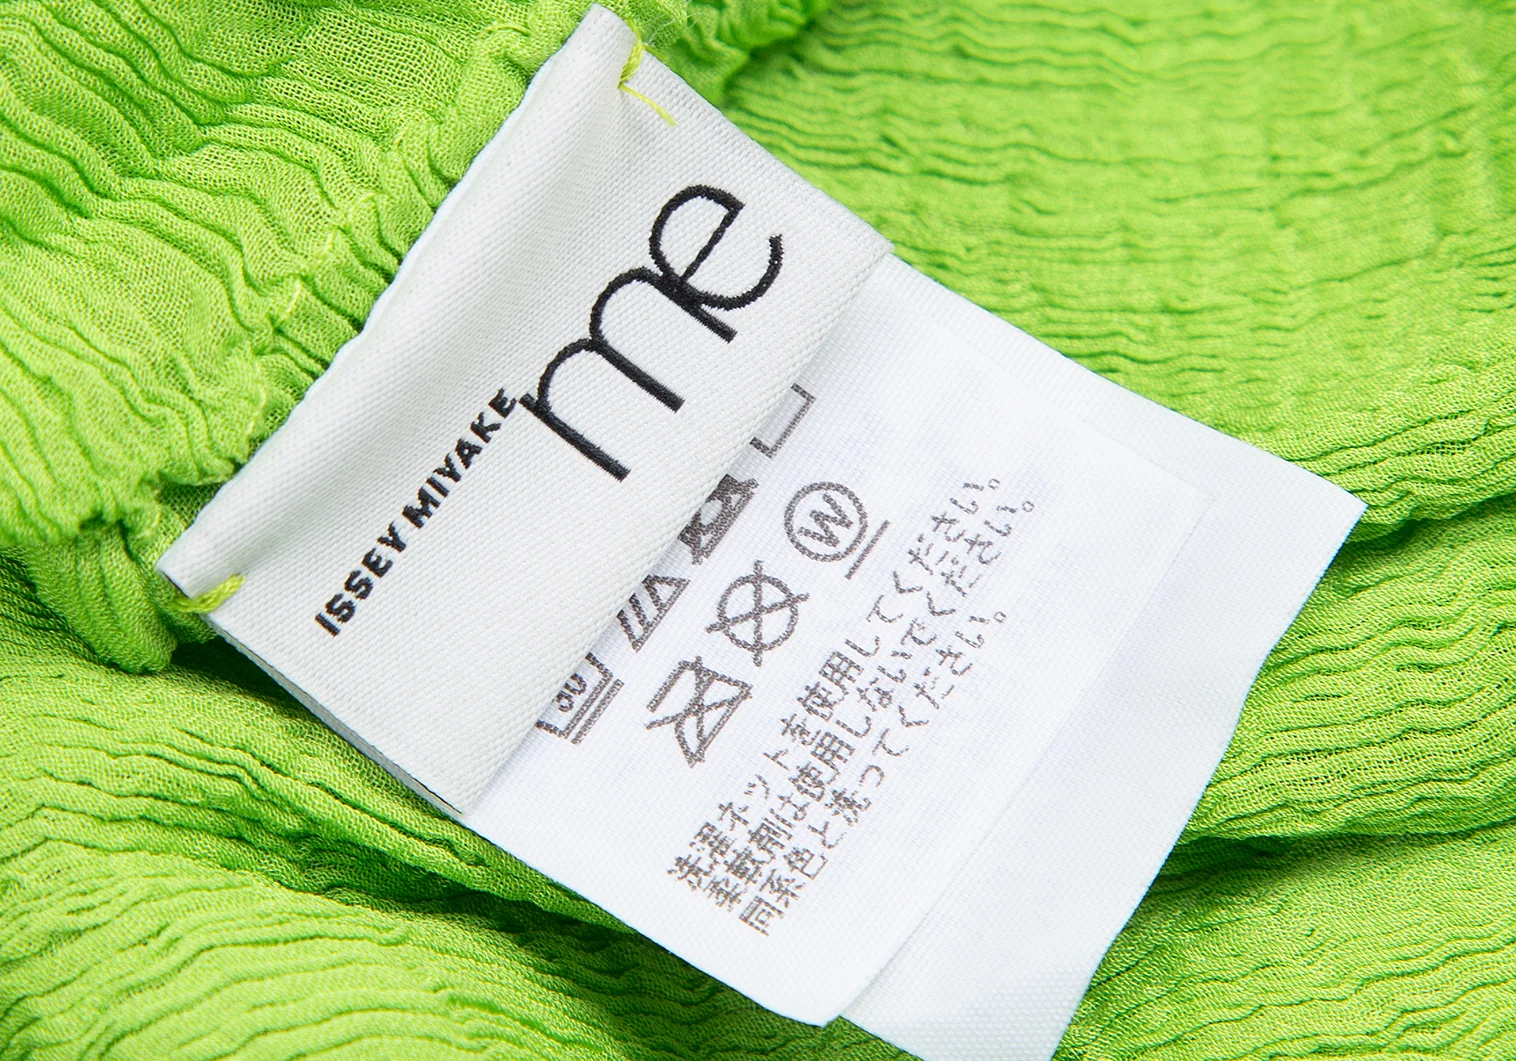 me
ISSEY MIYAKE
30
W
洗濯ネットを使用してください。
柔軟剤は使用しないでください。
同系色と洗ってください。